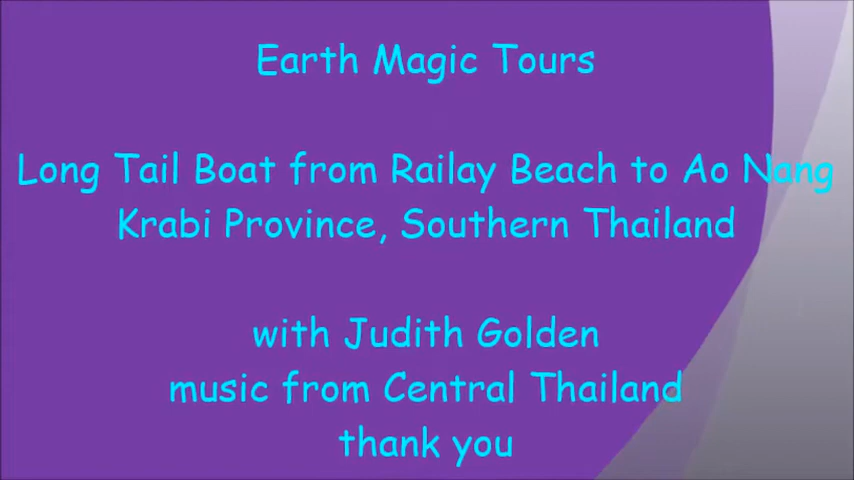 Earth Magic Tours
Long Tail Boat from Railay Beach to Ao Nang
Krabi Province, Southern Thailand
with Judith Golden
music from Central Thailand
thank you